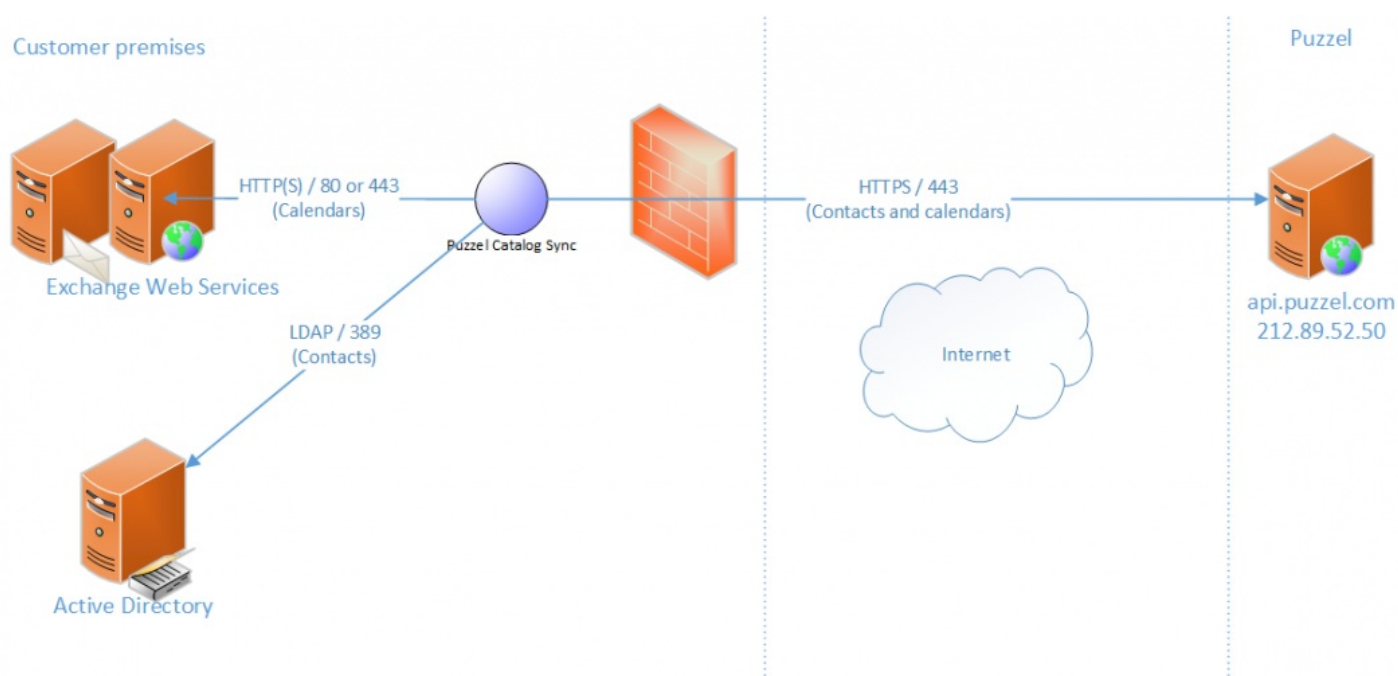 Customer premises
Puzzel
HTTP(S) / 80 or 443
(Calendars)
HTTPS / 443
(Contacts and calendars)
Puzzel Catalog Sync
Exchange Web Services
api.puzzel.com
212.89.52.50
LDAP / 389
(Contacts)
Internet
Active Directory